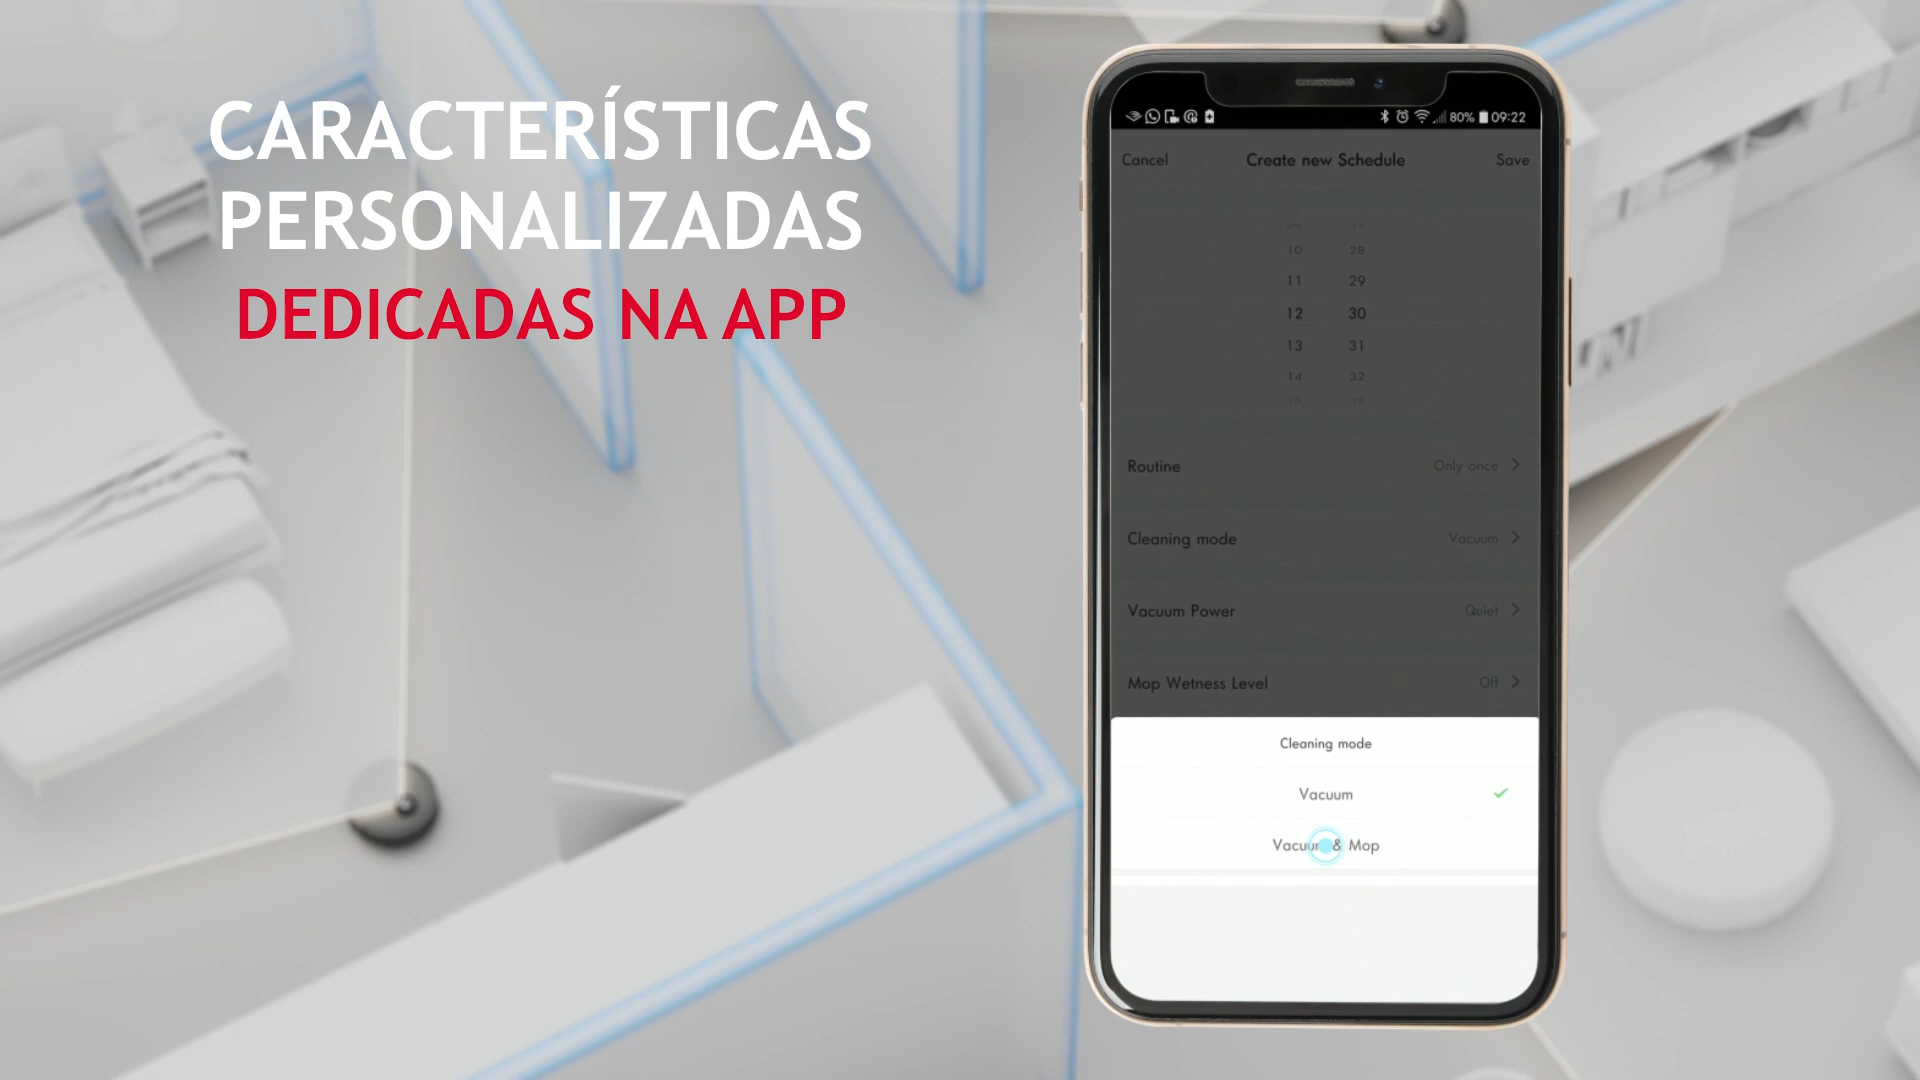 CARACTERÍSTICAS
PERSONALIZADAS
DEDICADAS NA APP
80% 09:22
Cancel Create new Schedule Save
27
10 28
11 29
12 30
13 31
14 32
Routine Only once
Cleaning mode Vacuum
Vacuum Power Quiet
Mop Wetness Level Off
Cleaning mode
Vacuum
Vacuum & Mop